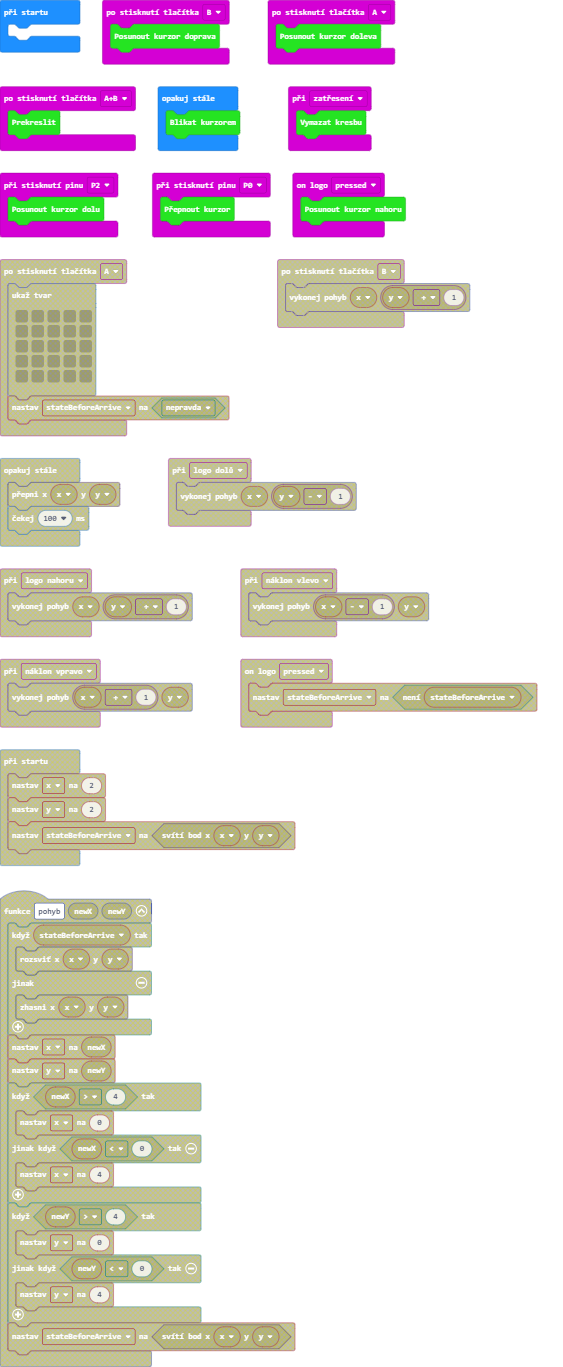 při startu
po stisknutí tlačítka B
Posunout kurzor doprava
po stisknutí tlačítka A
Posunout kurzor doleva
po stisknutí tlačítka A+B
Prekreslit
opakuj stále
Blikat kurzorem
při zatřesení
Vymazat kresbu
při stisknutí pinu P2
Posunout kurzor dolu
při stisknutí pinu P0
Přepnout kurzor
on logo pressed
Posunout kurzor nahoru
po stisknutí tlačítka A
ukaž tvar
nastav stateBeforeArrive na nepravda
po stisknutí tlačítka B
vykonej pohyb x y + 1
opakuj stále
přepni x x y y
čekej 100 ms
při logo dolů
vykonej pohyb x y - 1
při logo nahoru
vykonej pohyb x y + 1
při náklon vlevo
vykonej pohyb x - 1 y
při náklon vpravo
vykonej pohyb x + 1 y
on logo pressed
nastav stateBeforeArrive na není stateBeforeArrive
při startu
nastav x na 2
nastav y na 2
nastav stateBeforeArrive na svítí bod x x y y
funkce pohyb newX newY
když stateBeforeArrive tak
rozsviť x x y y
jinak
zhasni x x y y
nastav x na newX
nastav y na newY
když newX > 4 tak
nastav x na 0
jinak když newX < 0 tak
nastav x na 4
když newY > 4 tak
nastav y na 0
jinak když newY < 0 tak
nastav y na 4
nastav stateBeforeArrive na svítí bod x x y y